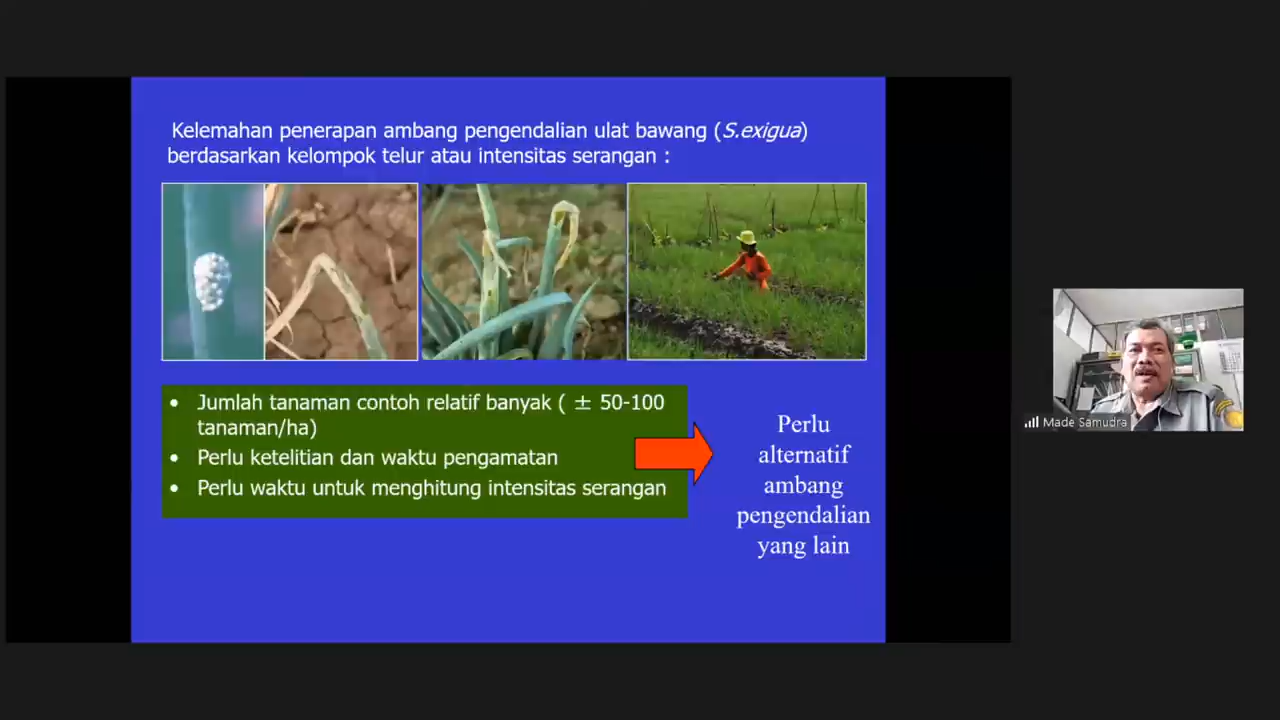 Kelemahan penerapan ambang pengendalian ulat bawang (S.exigua)
berdasarkan kelompok telur atau intensitas serangan :
• Jumlah tanaman contoh relatif banyak ( ± 50-100
tanaman/ha)
• Perlu ketelitian dan waktu pengamatan
• Perlu waktu untuk menghitung intensitas serangan
Perlu
alternatif
ambang
pengendalian
yang lain
Made Samudra